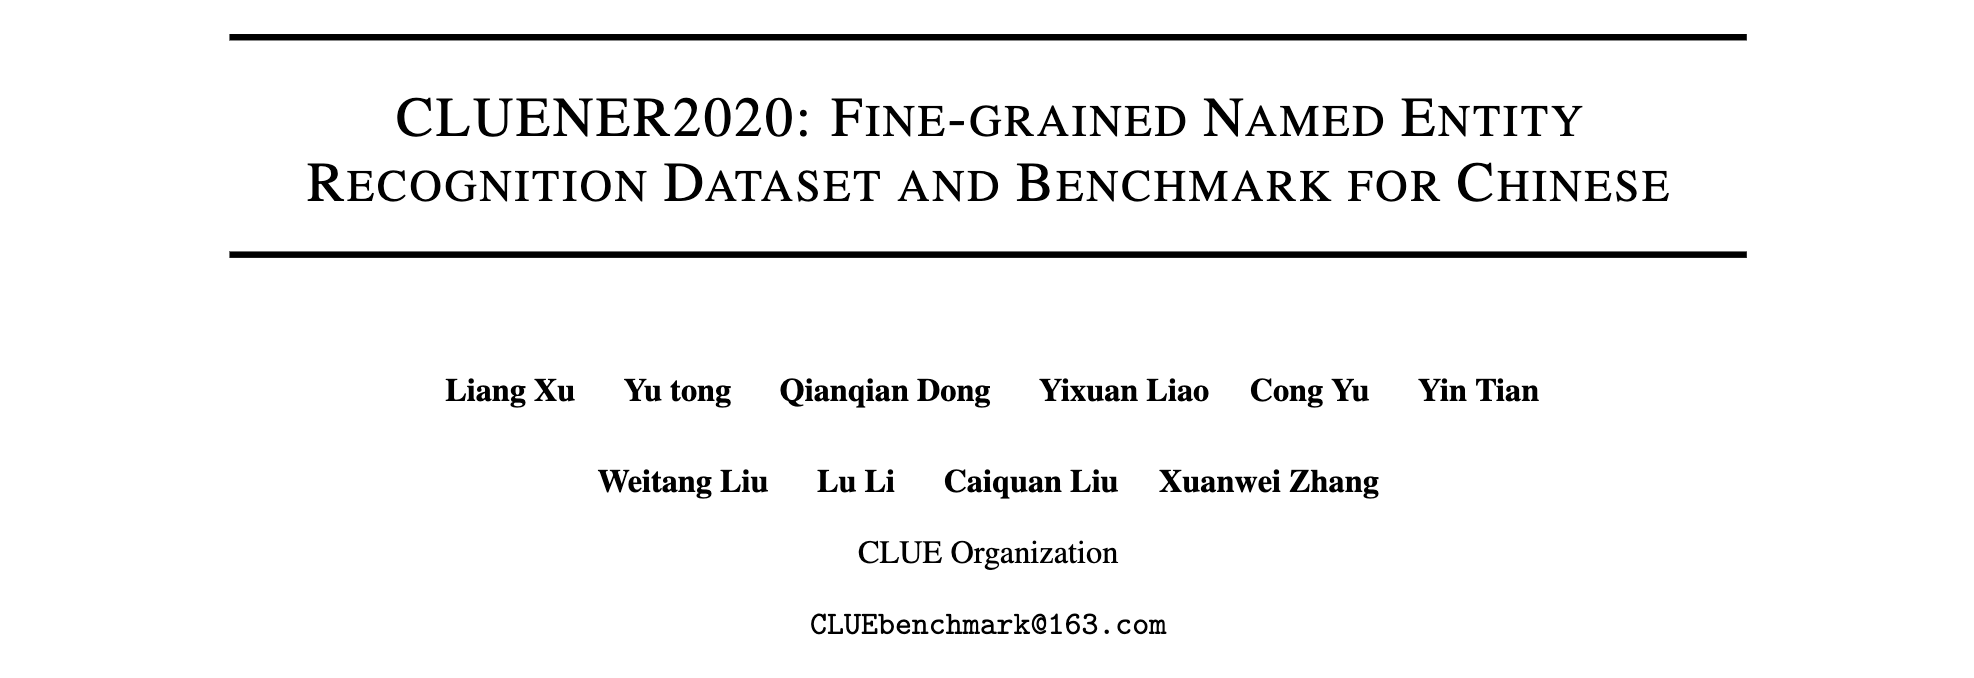 CLUENER2020: FINE-GRAINED NAMED ENTITY
RECOGNITION DATASET AND BENCHMARK FOR CHINESE
Liang Xu Yu tong Qianqian Dong Yixuan Liao Cong Yu Yin Tian
Weitang Liu Lu Li Caiquan Liu Xuanwei Zhang
CLUE Organization
CLUEbenchmark@163.com